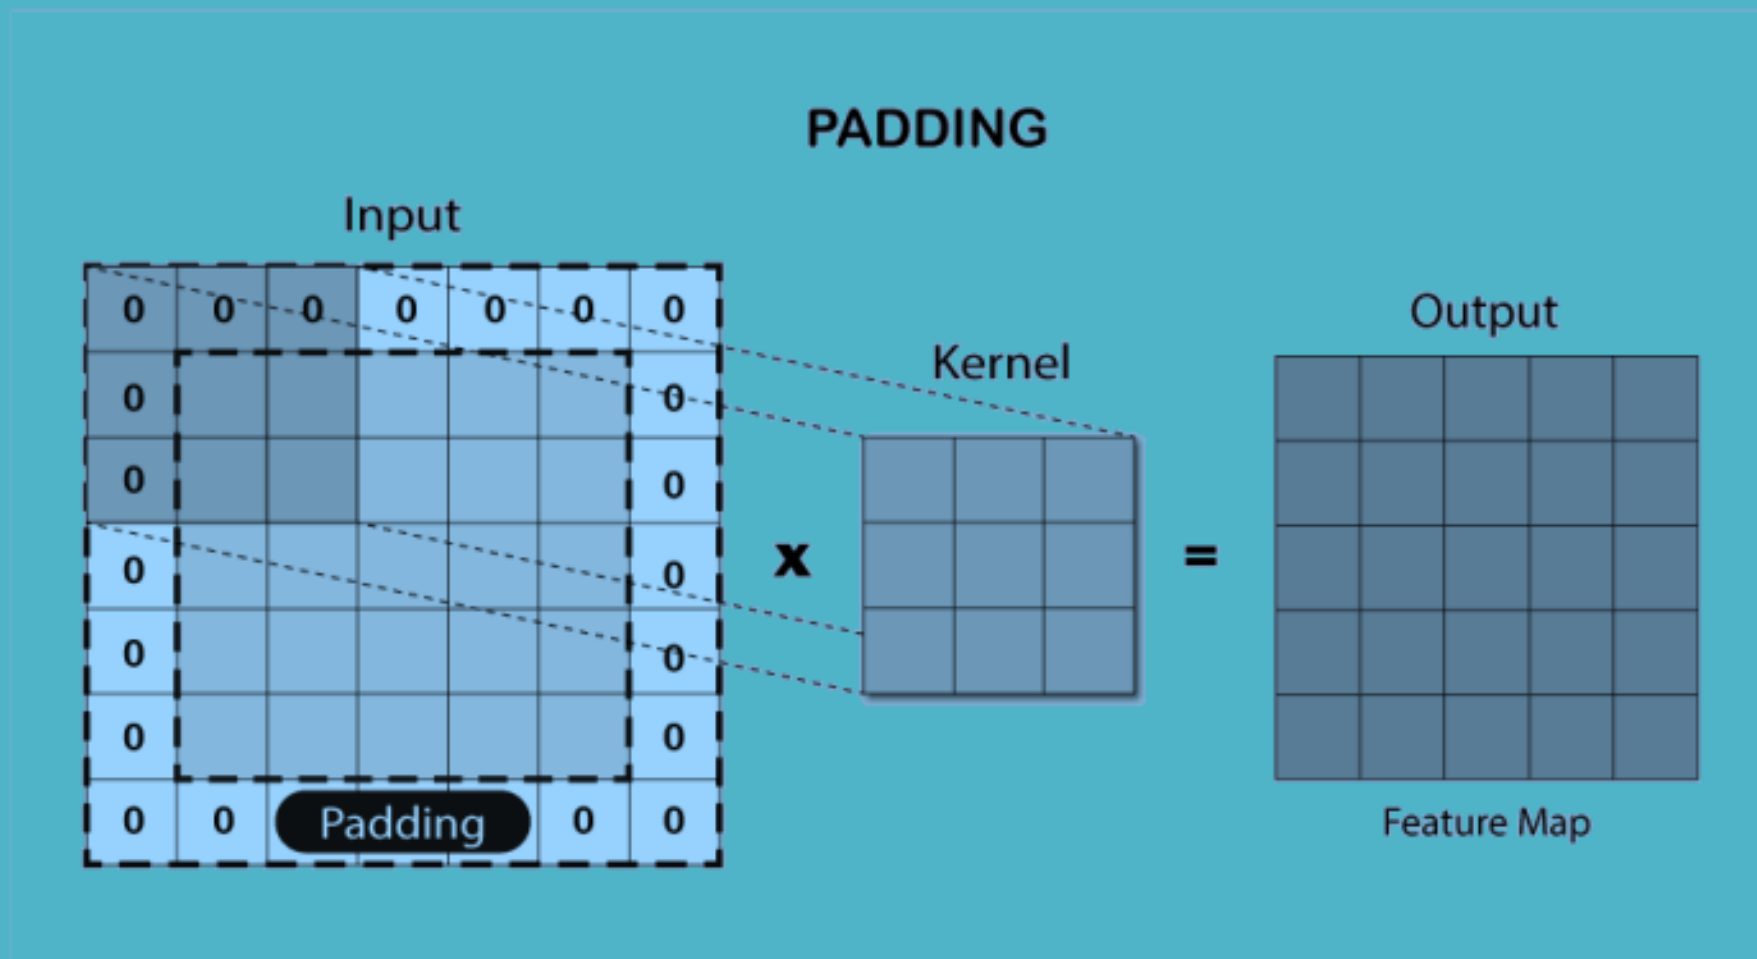 PADDING
Input
0 0 0 0 0 0 0
0 0
0 0
0 0
0 0
0 0
0 0 Padding 0 0
Kernel
x
=
Output
Feature Map